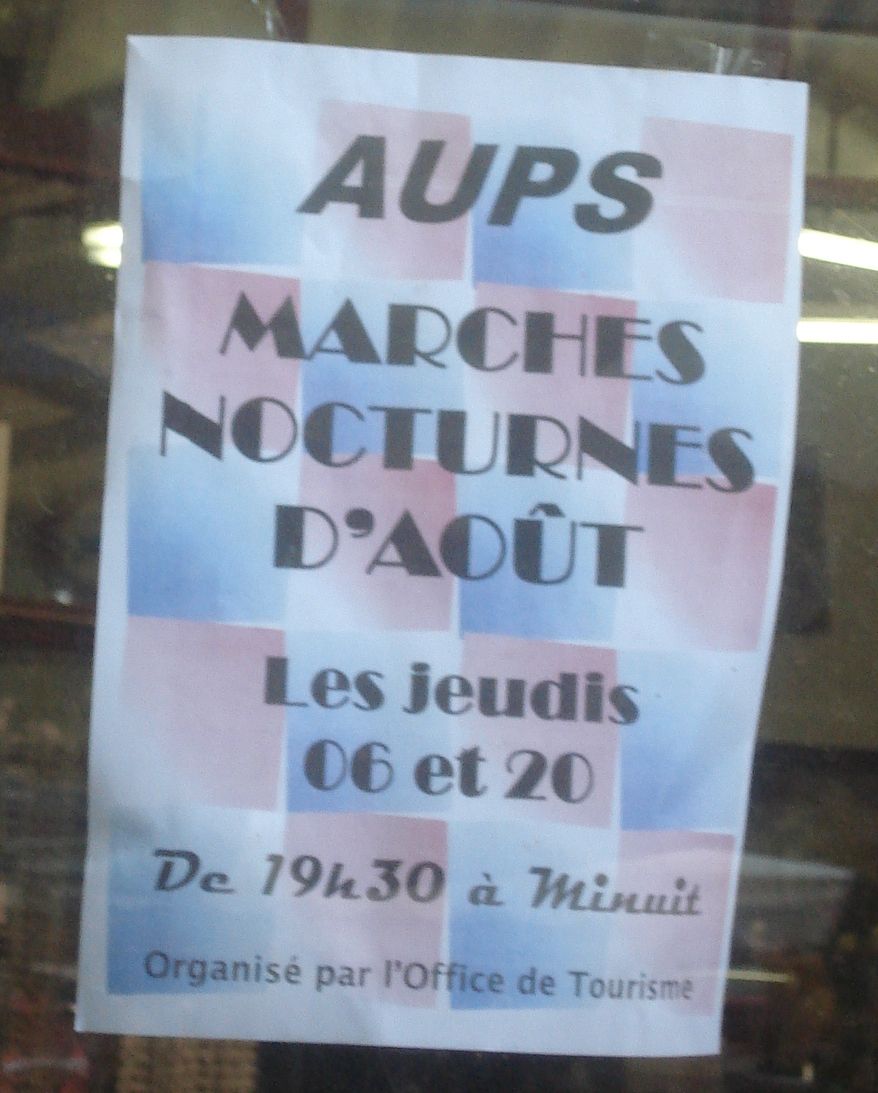 AUPS
MARCHES
NOCTURNES
D'AOÛT
Les jeudis
06 et 20
De 19h30 à Minuit
Organisé par l'Office de Tourisme